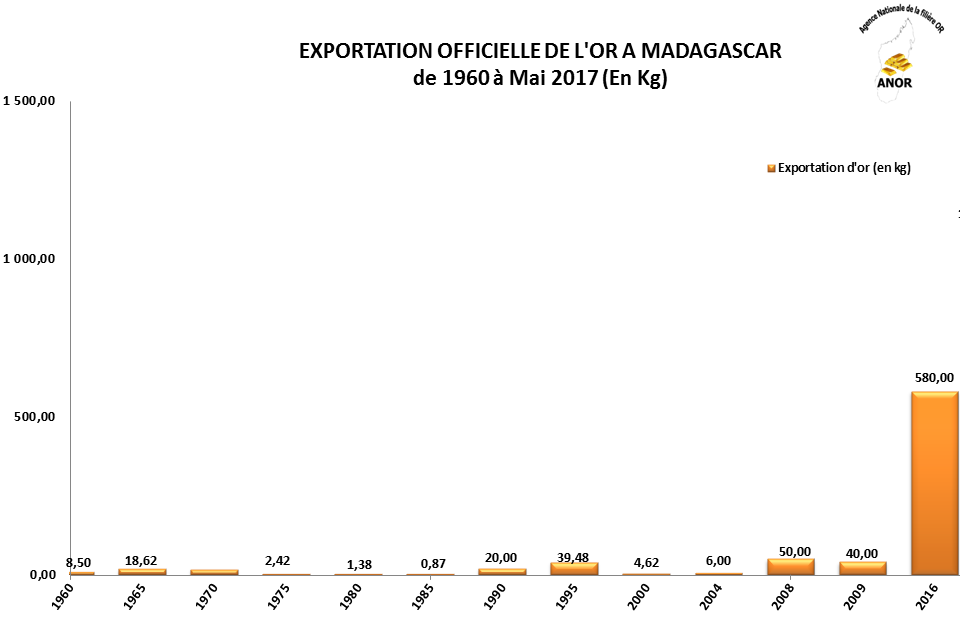 Agence Nationale de la filière OR
ANOR
EXPORTATION OFFICIELLE DE L'OR A MADAGASCAR
de 1960 à Mai 2017 (En Kg)
1 500,00
Exportation d'or (en kg)
1 000,00
580,00
500,00
8,50 18,62 2,42 1,38 0,87 20,00 39,48 4,62 6,00 50,00 40,00
0,00
1960 1965 1970 1975 1980 1985 1990 1995 2000 2004 2008 2009 2016